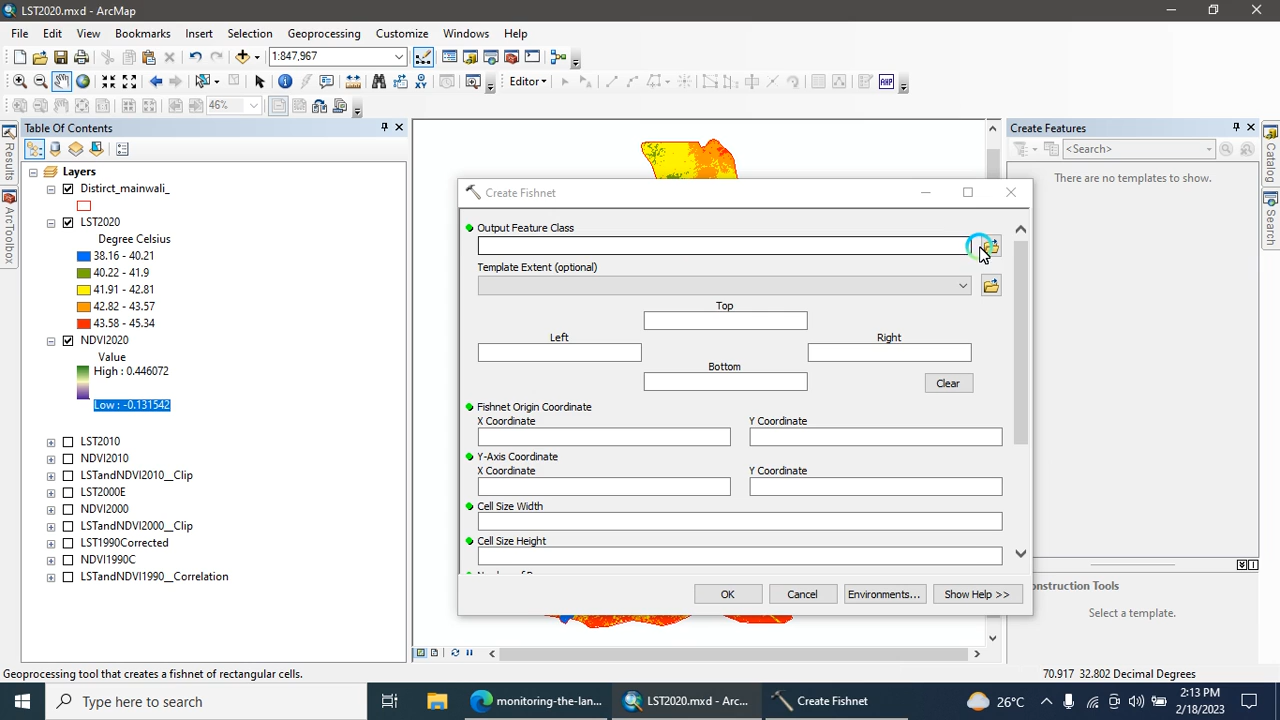 LST2020.mxd - ArcMap
File Edit View Bookmarks Insert Selection Geoprocessing Customize Windows Help
1:847,967
Editor
AHP
46%
Results
ArcToolbox
Table Of Contents
Layers
Distirct_mainwali_
LST2020
Degree Celsius
38.16 - 40.21
40.22 - 41.9
41.91 - 42.81
42.82 - 43.57
43.58 - 45.34
NDVI2020
Value
High : 0.446072
Low : -0.131542
LST2010
NDVI2010
LSTandNDVI2010__Clip
LST2000E
NDVI2000
LSTandNDVI2000__Clip
LST1990Corrected
NDVI1990C
LSTandNDVI1990__Correlation
Create Fishnet
Output Feature Class
Template Extent (optional)
Top
Left
Right
Bottom
Clear
Fishnet Origin Coordinate
X Coordinate
Y Coordinate
Y-Axis Coordinate
X Coordinate
Y Coordinate
Cell Size Width
Cell Size Height
OK Cancel Environments... Show Help >>
Create Features
<Search>
There are no templates to show.
Catalog
Search
onstruction Tools
Select a template.
Geoprocessing tool that creates a fishnet of rectangular cells.
70.917 32.802 Decimal Degrees
Type here to search
monitoring-the-lan...
LST2020.mxd - Arc...
Create Fishnet
26°C
2:13 PM
2/18/2023